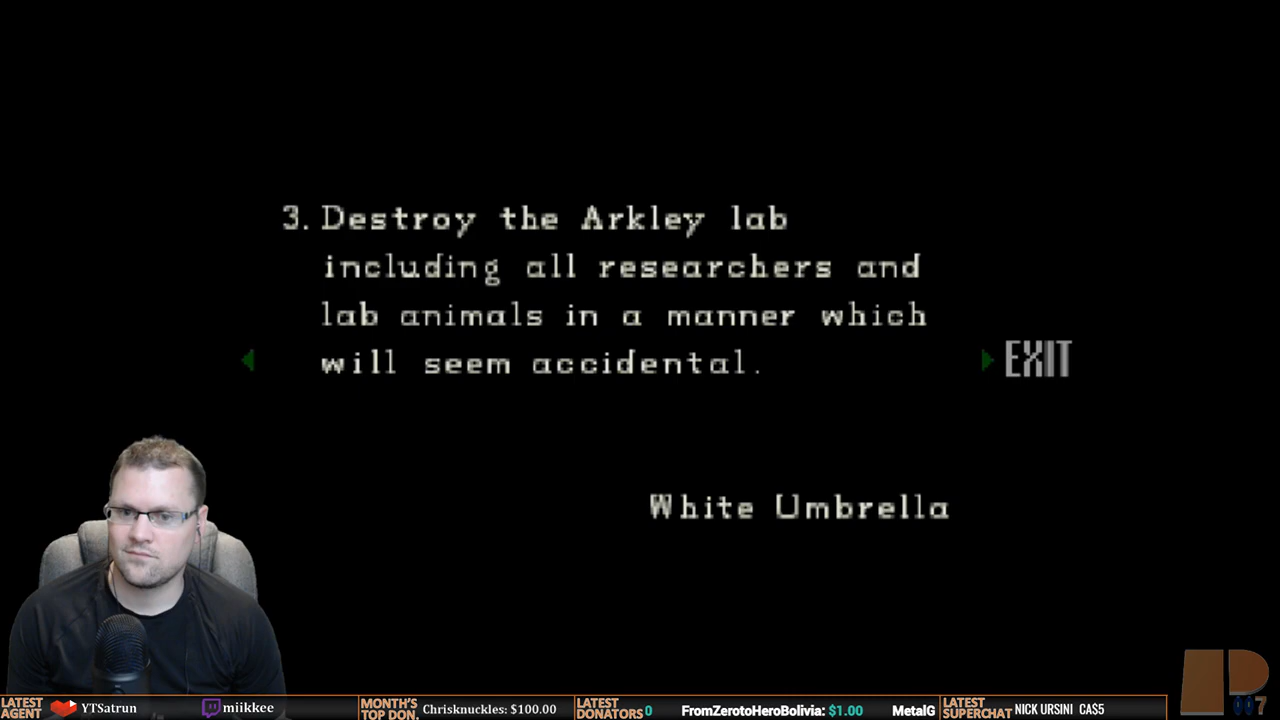 3. Destroy the Arkley lab
including all researchers and
lab animals in a manner which
will seem accidental.
EXIT
White Umbrella
LATEST AGENT YTSatrun miikkee MONTH'S TOP DON. Chrisknuckles: $100.00 LATEST DONATORS 0 FromZerotoHeroBolivia: $1.00 MetalG LATEST SUPERCHAT NICK URSINI CA$5
P 7